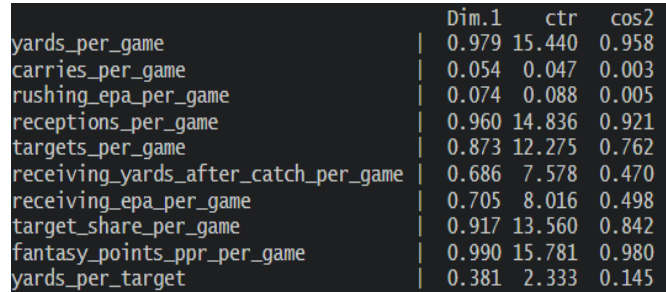 Dim.1 ctr cos2
yards_per_game | 0.979 15.440 0.958
carries_per_game | 0.054 0.047 0.003
rushing_epa_per_game | 0.074 0.088 0.005
receptions_per_game | 0.960 14.836 0.921
targets_per_game | 0.873 12.275 0.762
receiving_yards_after_catch_per_game | 0.686 7.578 0.470
receiving_epa_per_game | 0.705 8.016 0.498
target_share_per_game | 0.917 13.560 0.842
fantasy_points_ppr_per_game | 0.990 15.781 0.980
yards_per_target | 0.381 2.333 0.145